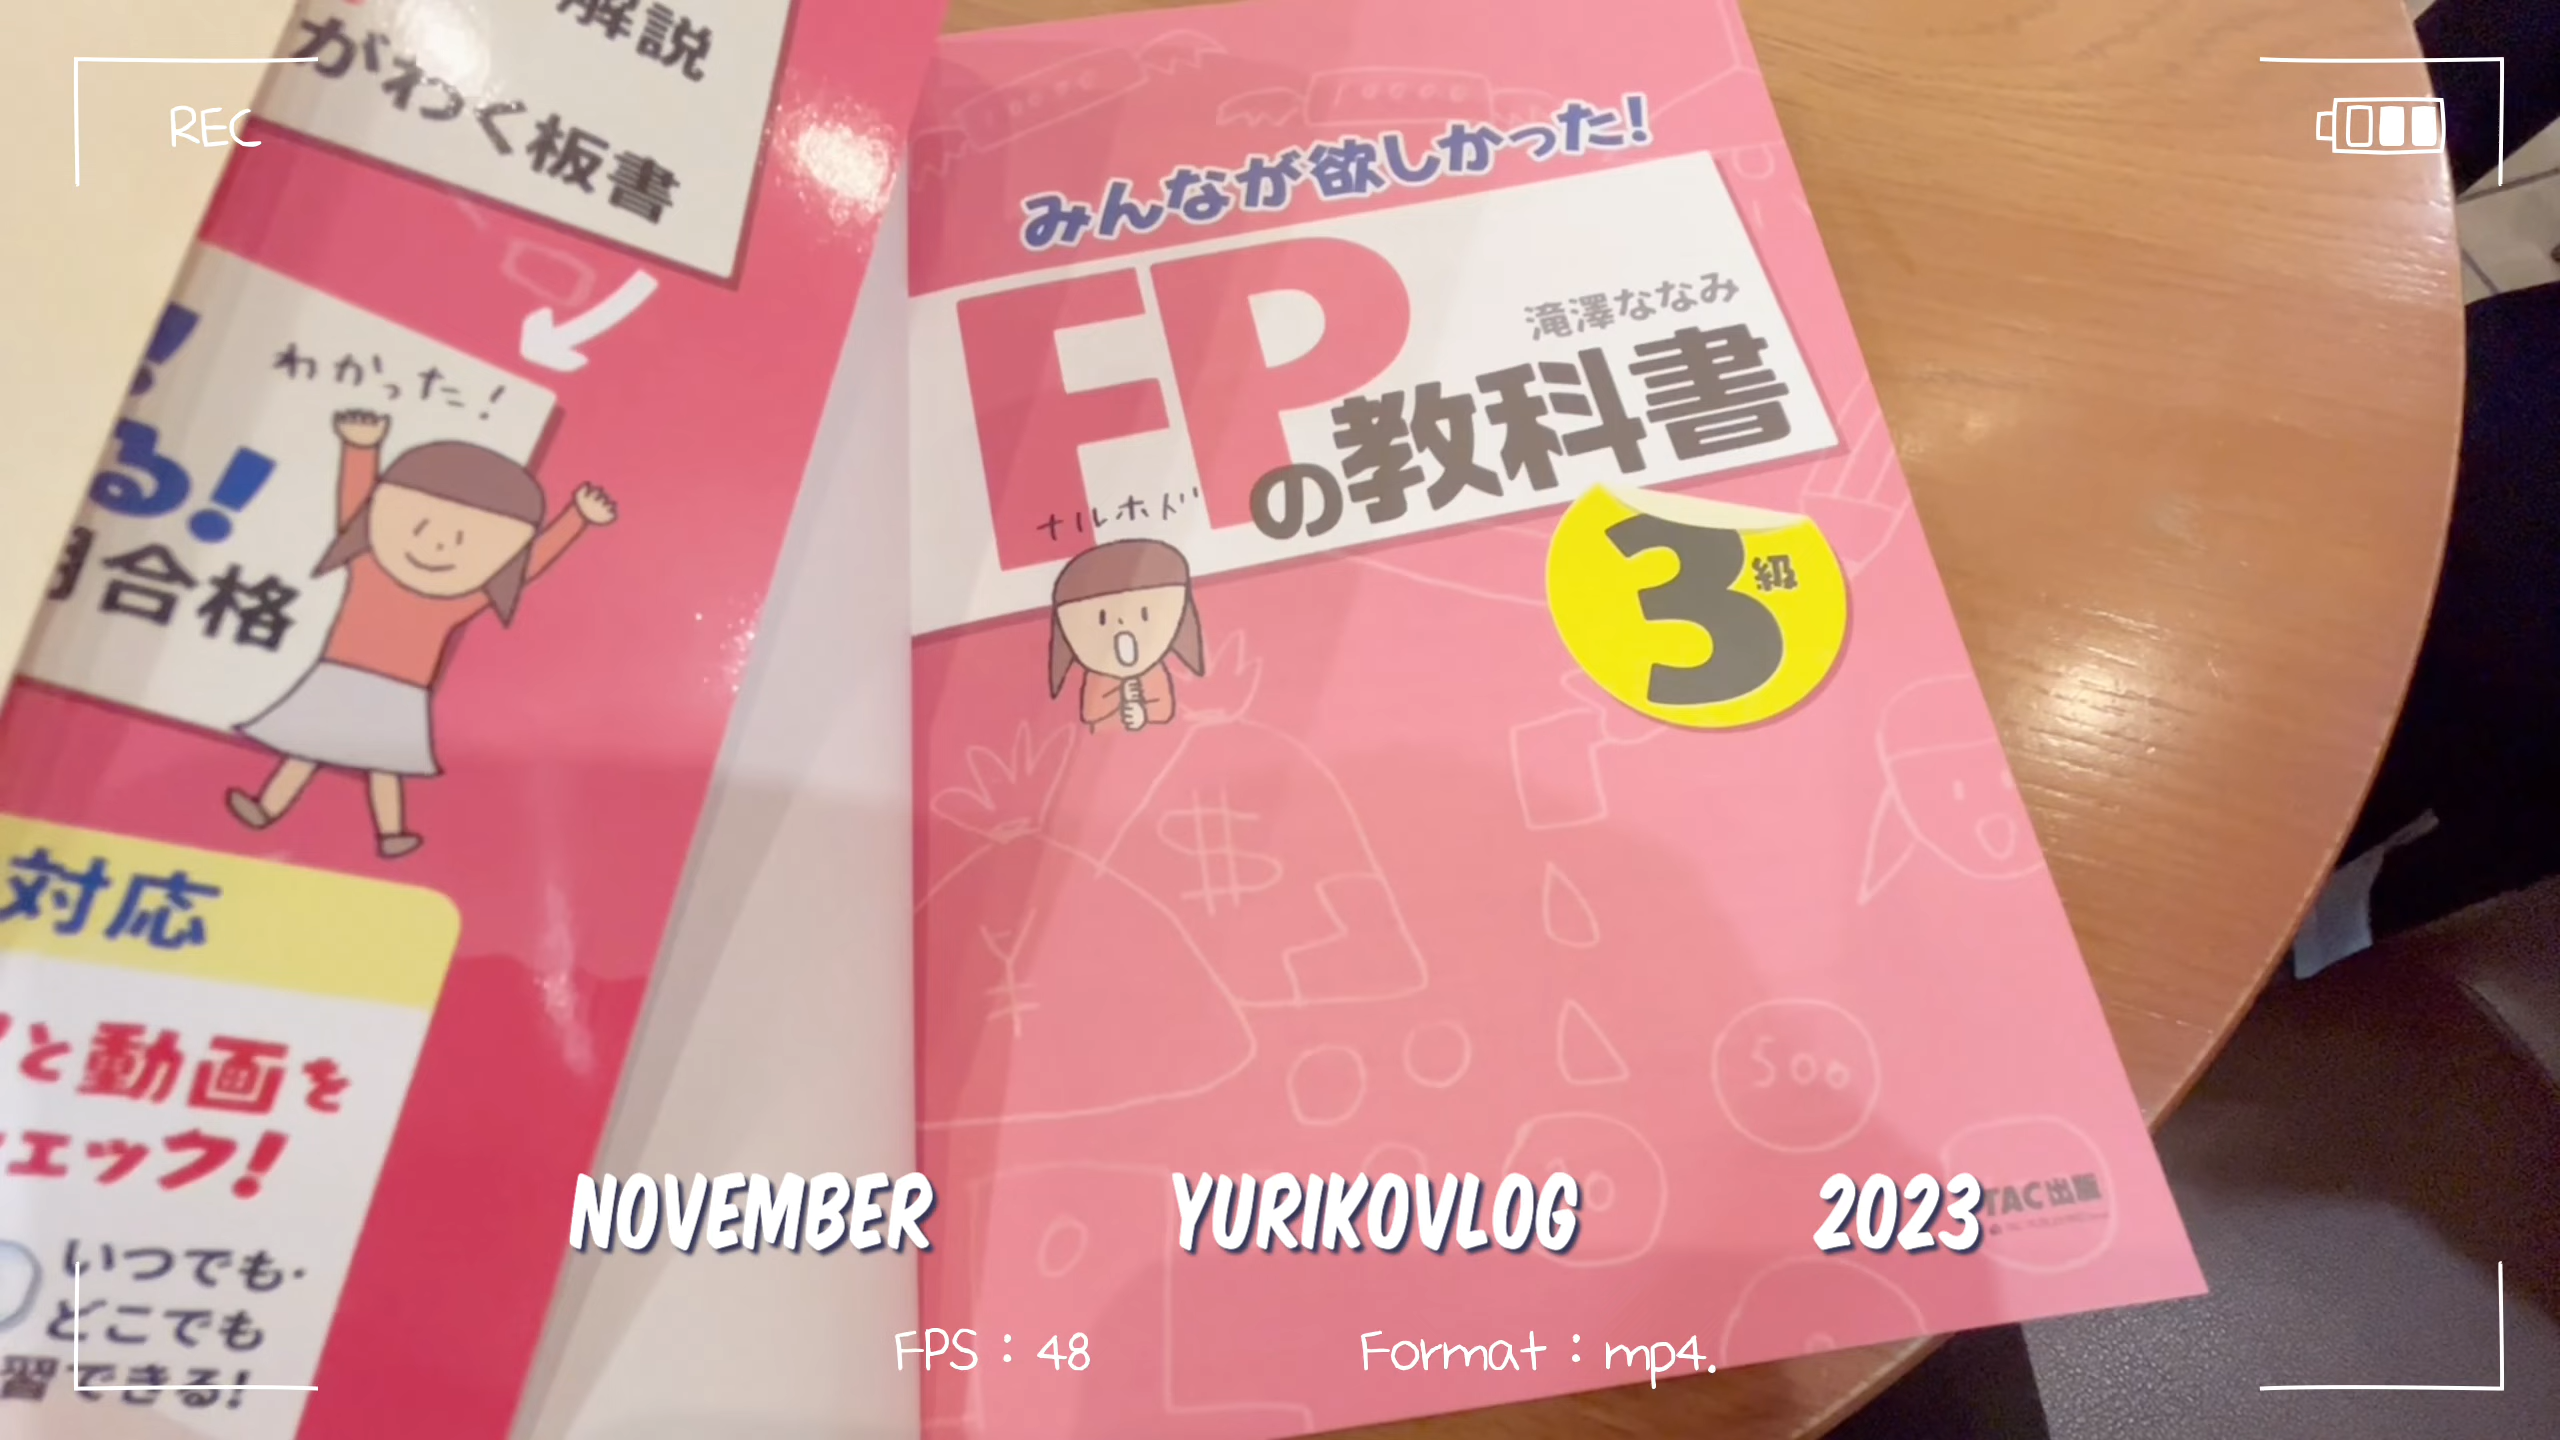 REC
解説
がわく板書
わかった！
る！
合格
対応
と動画を
ェック！
いつでも・
どこでも
習できる！
みんなが欲しかった！
滝澤ななみ
FPの教科書
3級
ナルホド
$
¥
500
TAC出版
NOVEMBER YURIKOVLOG 2023
FPS：48 Format：mp4.